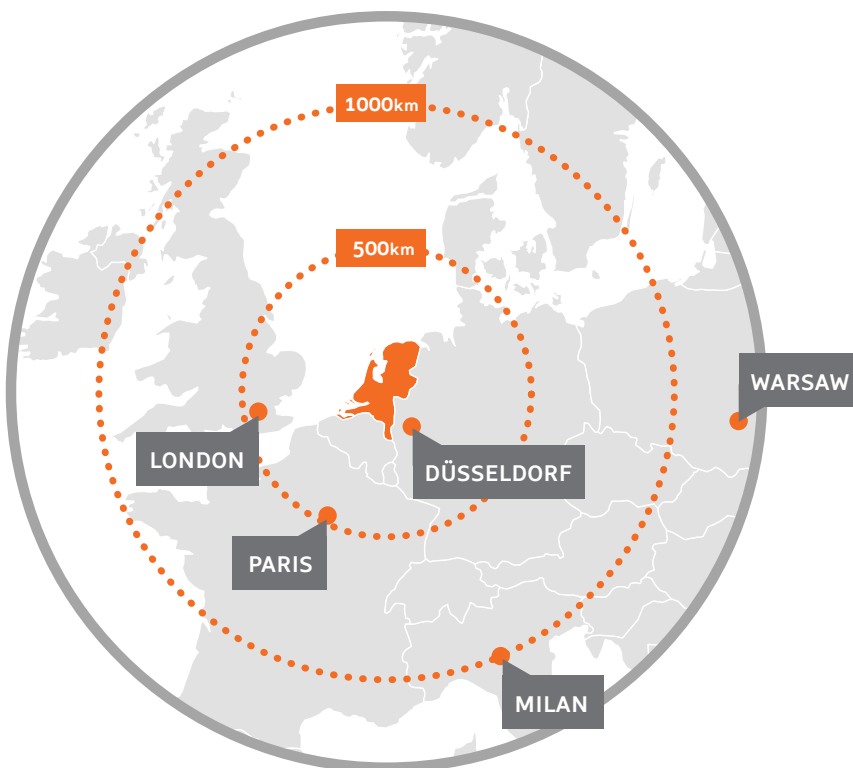 1000km
500km
WARSAW
LONDON
DÜSSELDORF
PARIS
MILAN